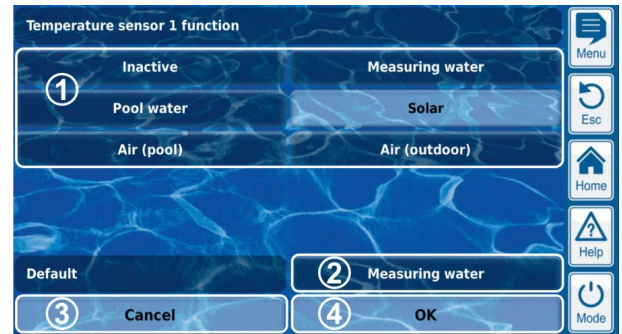 Temperature sensor 1 function
Menu
1
Inactive
Measuring water
Pool water
Solar
Esc
Air (pool)
Air (outdoor)
Home
?
Help
Default
2 Measuring water
3 Cancel
4 OK
Mode